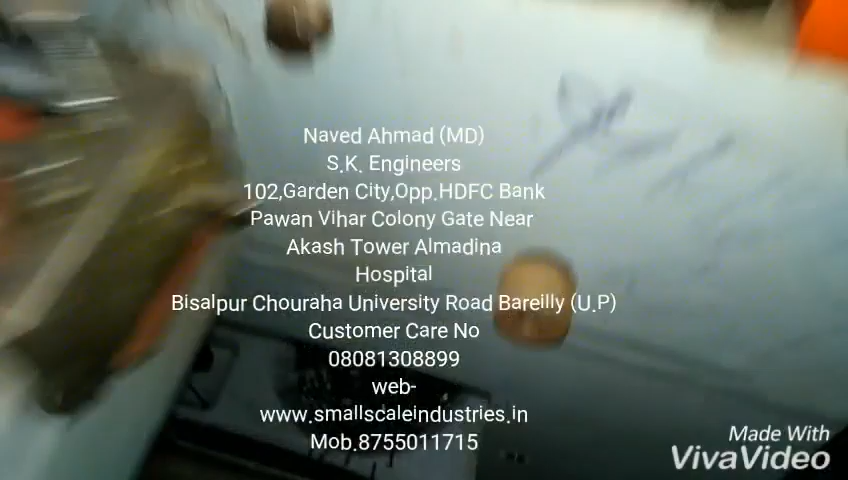 Naved Ahmad (MD)
S.K. Engineers
102,Garden City,Opp.HDFC Bank
Pawan Vihar Colony Gate Near
Akash Tower Almadina
Hospital
Bisalpur Chouraha University Road Bareilly (U.P)
Customer Care No
08081308899
web-
www.smallscaleindustries.in
Mob.8755011715
Made With
VivaVideo